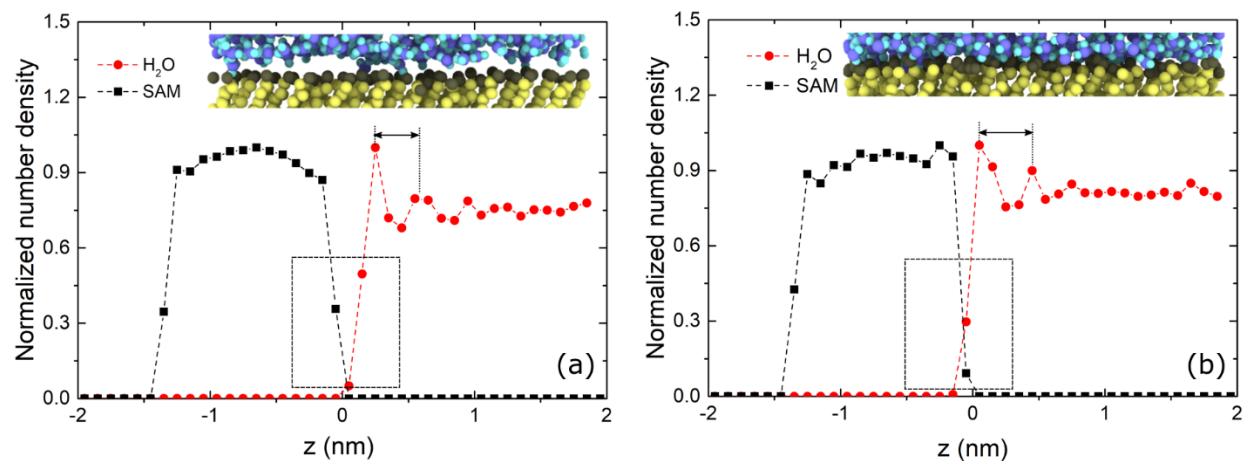 1.5
1.2
0.9
0.6
0.3
0.0
Normalized number density
H₂O
SAM
(a)
-2
-1
0
1
2
z (nm)
1.5
1.2
0.9
0.6
0.3
0.0
Normalized number density
H₂O
SAM
(b)
-2
-1
0
1
2
z (nm)